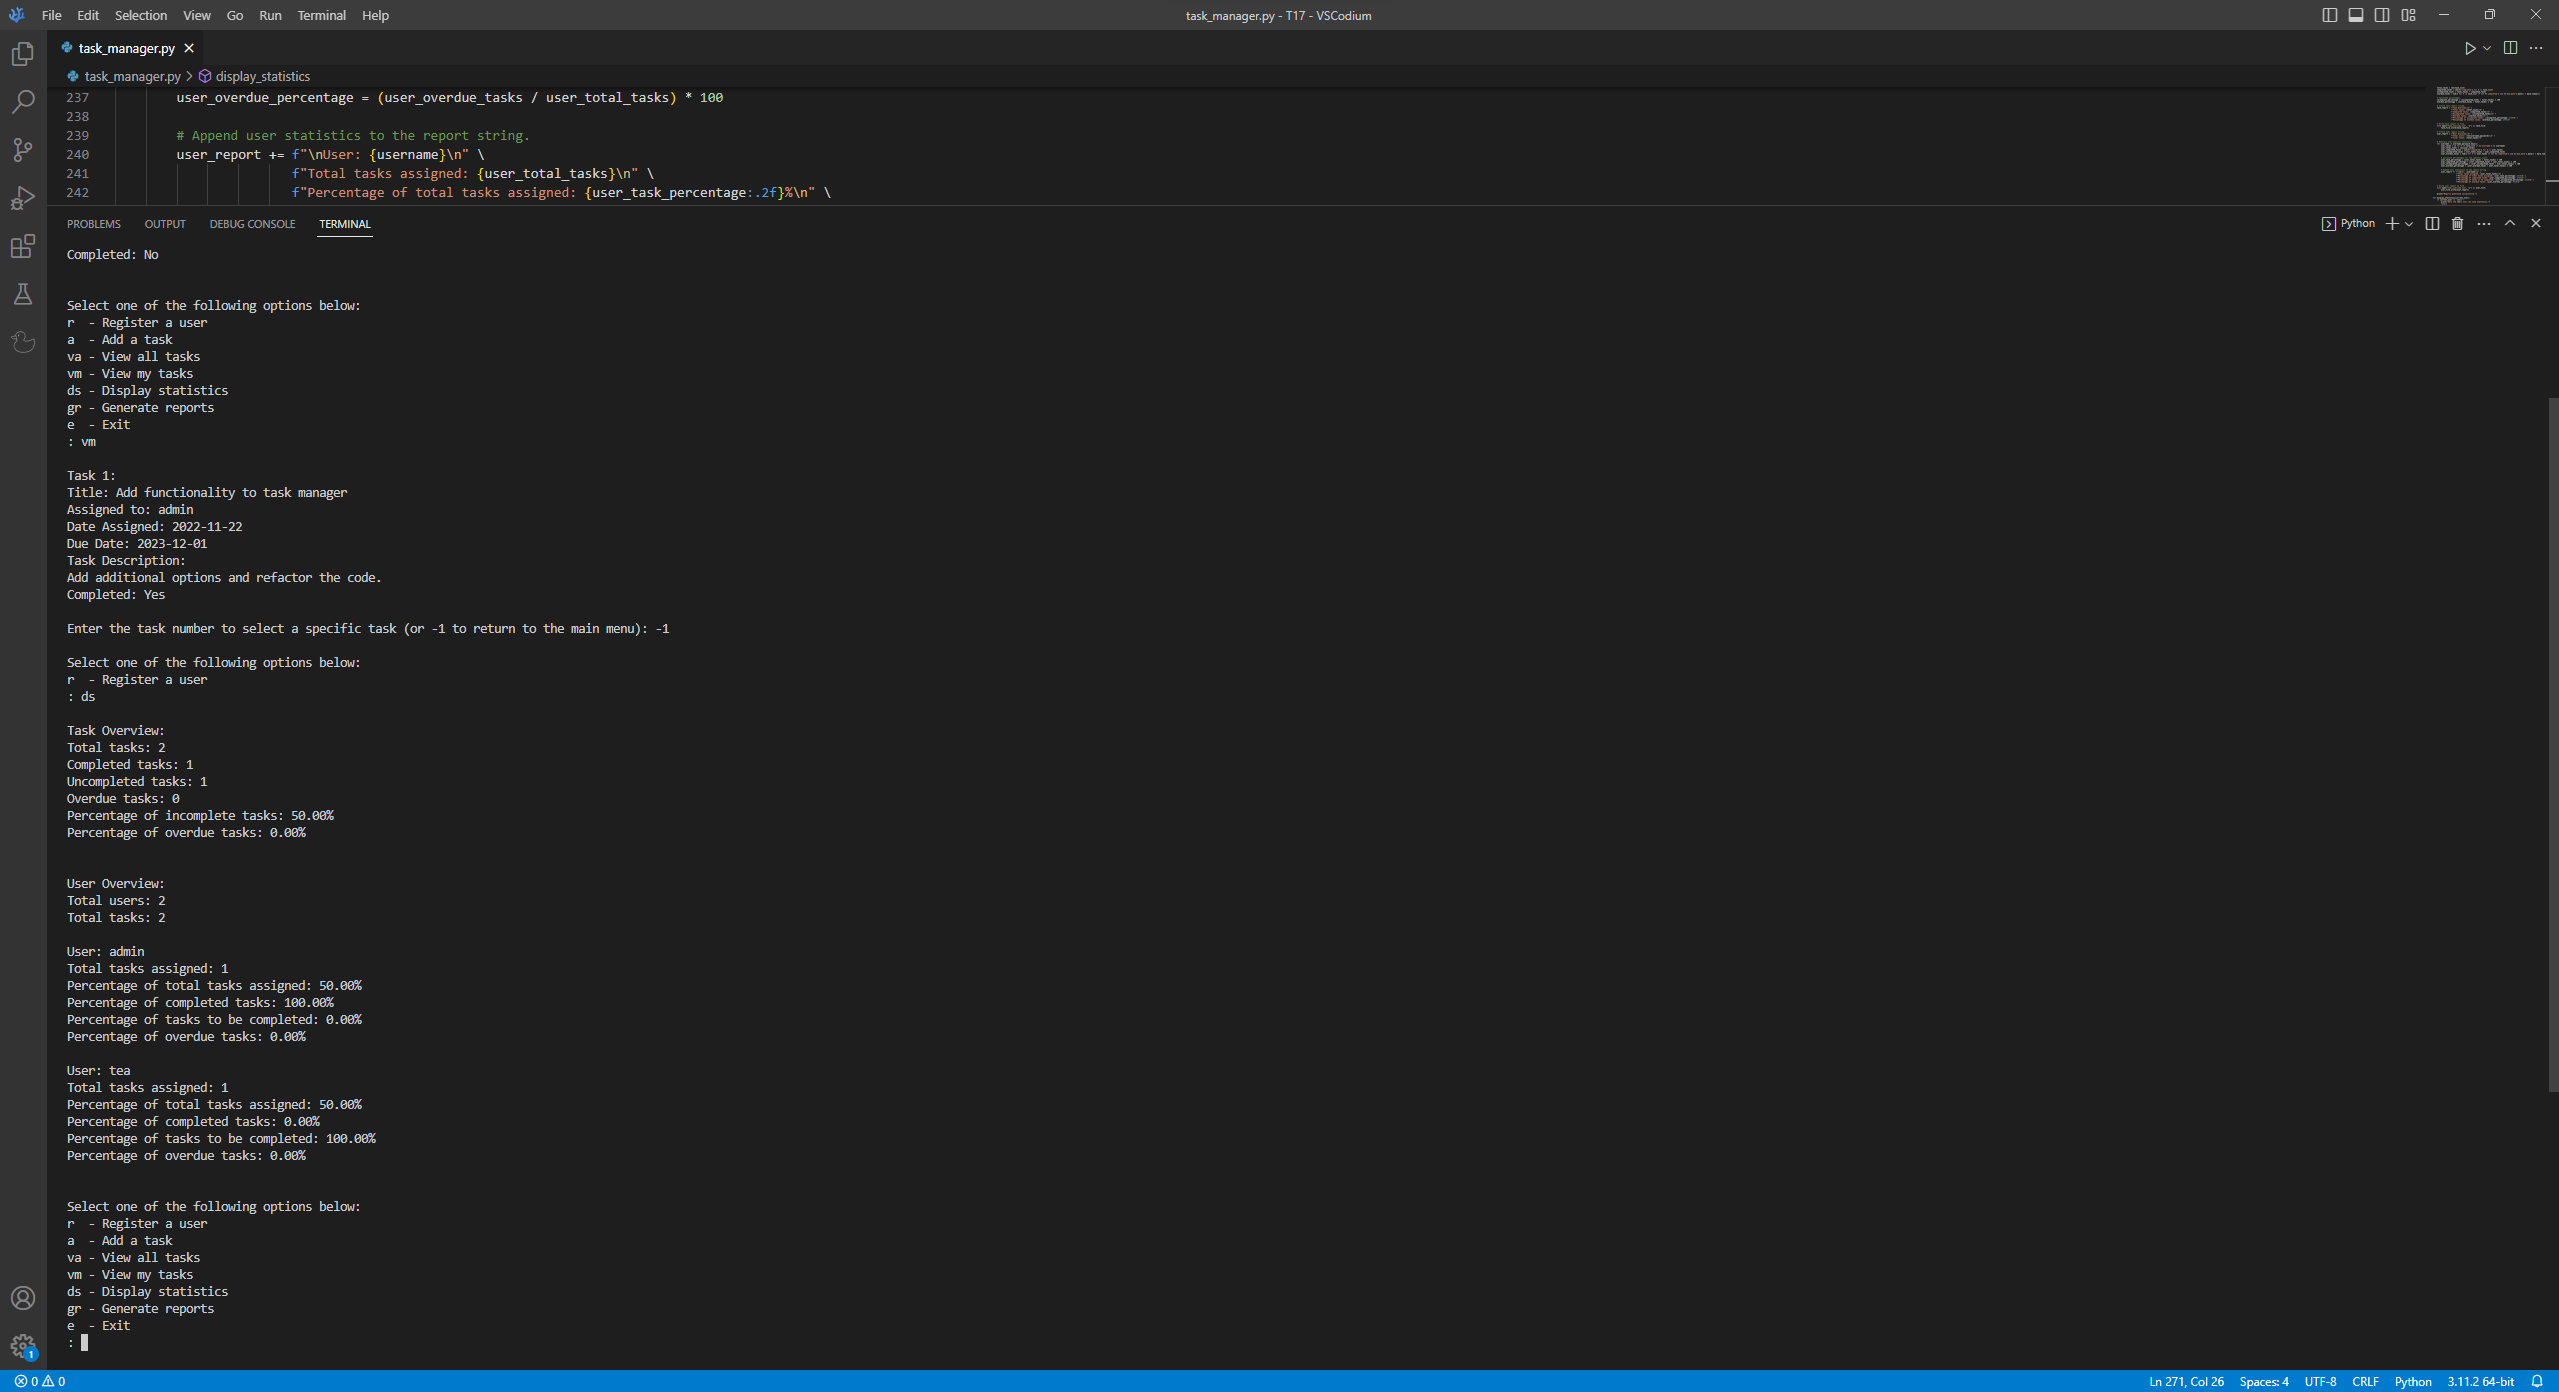 File Edit Selection View Go Run Terminal Help
task_manager.py - T17 - VSCodium
task_manager.py
task_manager.py > display_statistics
237 user_overdue_percentage = (user_overdue_tasks / user_total_tasks) * 100
238
239 # Append user statistics to the report string.
240 user_report += f"\nUser: {username}\n" \
241 f"Total tasks assigned: {user_total_tasks}\n" \
242 f"Percentage of total tasks assigned: {user_task_percentage:.2f}%\n" \
PROBLEMS OUTPUT DEBUG CONSOLE TERMINAL
Python
Completed: No
Select one of the following options below:
r  - Register a user
a  - Add a task
va - View all tasks
vm - View my tasks
ds - Display statistics
gr - Generate reports
e  - Exit
: vm
Task 1:
Title: Add functionality to task manager
Assigned to: admin
Date Assigned: 2022-11-22
Due Date: 2023-12-01
Task Description:
Add additional options and refactor the code.
Completed: Yes
Enter the task number to select a specific task (or -1 to return to the main menu): -1
Select one of the following options below:
r  - Register a user
: ds
Task Overview:
Total tasks: 2
Completed tasks: 1
Uncompleted tasks: 1
Overdue tasks: 0
Percentage of incomplete tasks: 50.00%
Percentage of overdue tasks: 0.00%
User Overview:
Total users: 2
Total tasks: 2
User: admin
Total tasks assigned: 1
Percentage of total tasks assigned: 50.00%
Percentage of completed tasks: 100.00%
Percentage of tasks to be completed: 0.00%
Percentage of overdue tasks: 0.00%
User: tea
Total tasks assigned: 1
Percentage of total tasks assigned: 50.00%
Percentage of completed tasks: 0.00%
Percentage of tasks to be completed: 100.00%
Percentage of overdue tasks: 0.00%
Select one of the following options below:
r  - Register a user
a  - Add a task
va - View all tasks
vm - View my tasks
ds - Display statistics
gr - Generate reports
e  - Exit
:
1
0 0
Ln 271, Col 26 Spaces: 4 UTF-8 CRLF Python 3.11.2 64-bit